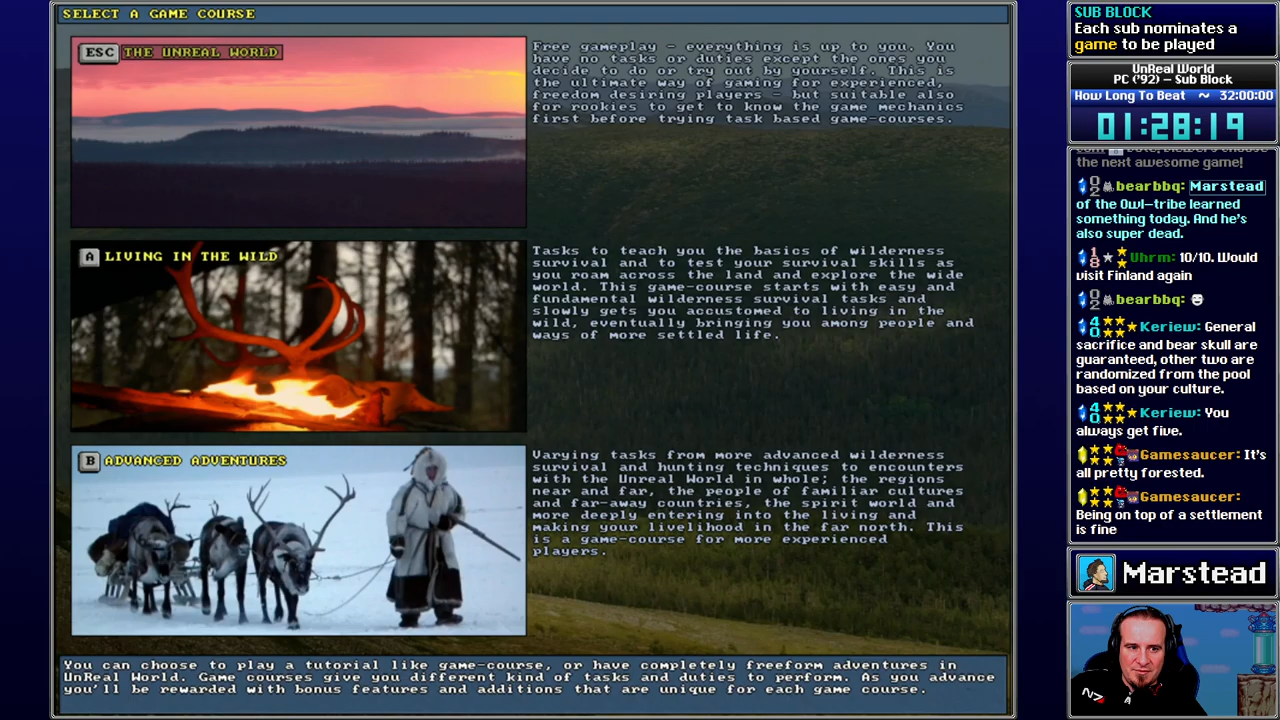 SELECT A GAME COURSE
ESC THE UNREAL WORLD
Free gameplay - everything is up to you. You
have no tasks or duties except the ones you
decide to do or try out by yourself. This is
the ultimate way of gaming for experienced,
freedom desiring players - but suitable also
for rookies to get to know the game mechanics
first before trying task based game-courses.
A LIVING IN THE WILD
Tasks to teach you the basics of wilderness
survival and to test your survival skills as
you roam across the land and explore the wide
world. This game-course starts with easy and
fundamental wilderness survival tasks and
slowly gets you accustomed to living in the
wild, eventually bringing you among people and
ways of more settled life.
B ADVANCED ADVENTURES
Varying tasks from more advanced wilderness
survival and hunting techniques to encounters
with the Unreal World in whole; the regions
near and far, the people of familiar cultures
and far-away countries, the spirit world and
more deeply entering into the living and
making your livelihood in the far north. This
is a game-course for more experienced
players.
You can choose to play a tutorial like game-course, or have completely freeform adventures in
UnReal World. Game courses give you different kind of tasks and duties to perform. As you advance
you'll be rewarded with bonus features and additions that are unique for each game course.
SUB BLOCK
Each sub nominates a
game to be played
UnReal World
PC ('92) - Sub Block
How Long To Beat ~ 32:00:00
01:28:19
the next awesome game!
bearbbq: Marstead
of the Owl-tribe learned
something today. And he's
also super dead.
Uhrm: 10/10. Would
visit Finland again
bearbbq:
Keriew: General
sacrifice and bear skull are
guaranteed, other two are
randomized from the pool
based on your culture.
Keriew: You
always get five.
Gamesaucer: It's
all pretty forested.
Gamesaucer:
Being on top of a settlement
is fine
Marstead
N7